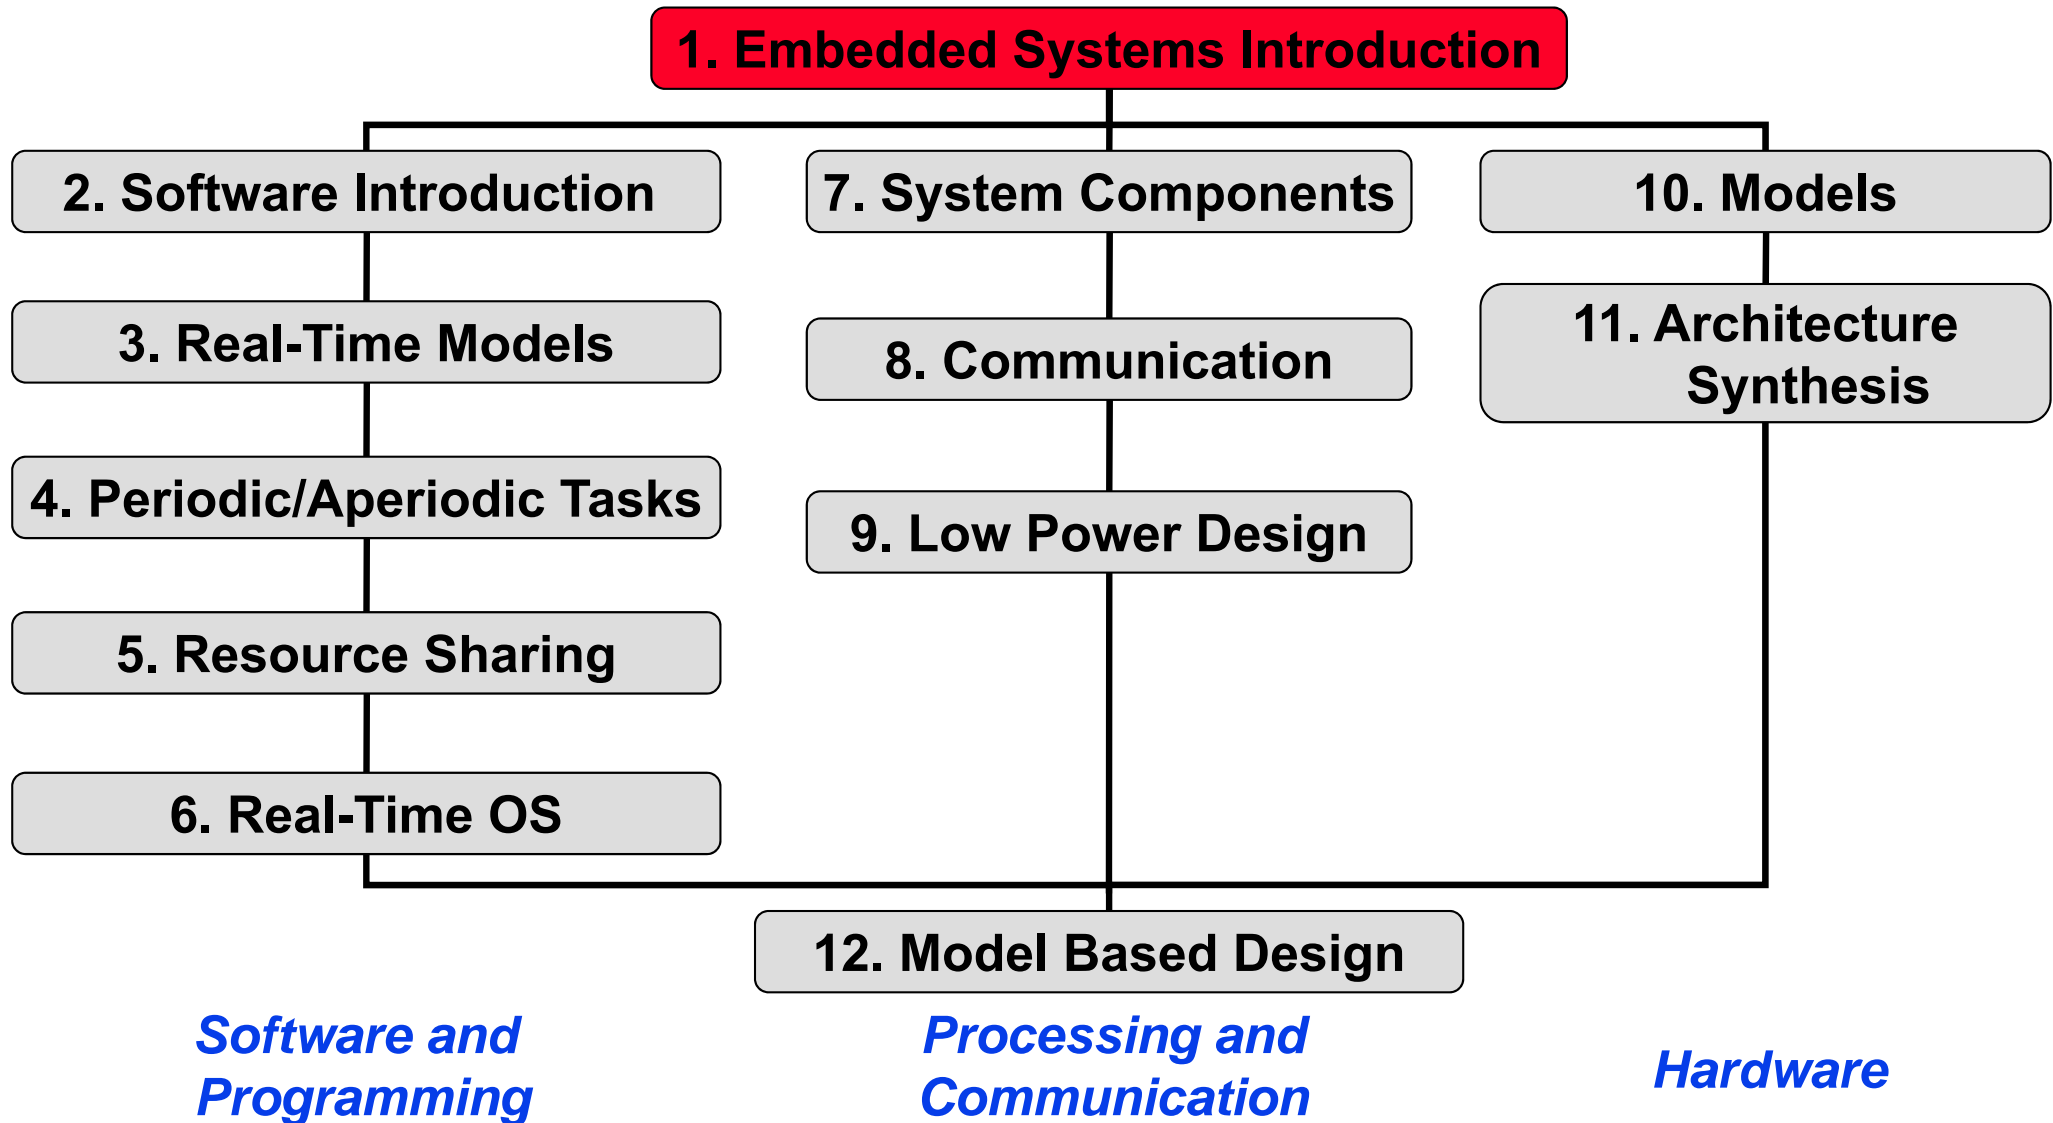 1. Embedded Systems Introduction
2. Software Introduction
3. Real-Time Models
4. Periodic/Aperiodic Tasks
5. Resource Sharing
6. Real-Time OS
7. System Components
8. Communication
9. Low Power Design
10. Models
11. Architecture
Synthesis
12. Model Based Design
Software and
Programming
Processing and
Communication
Hardware